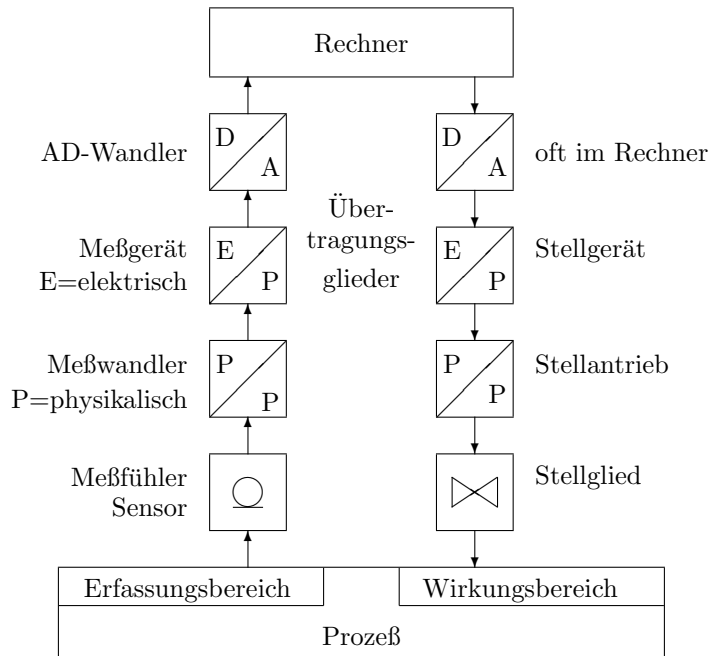 Rechner
AD-Wandler
D
A
D
A
oft im Rechner
Über-
tragungs-
glieder
Meßgerät
E=elektrisch
E
P
E
P
Stellgerät
Meßwandler
P=physikalisch
P
P
P
P
Stellantrieb
Meßfühler
Sensor
Stellglied
Erfassungsbereich
Wirkungsbereich
Prozeß